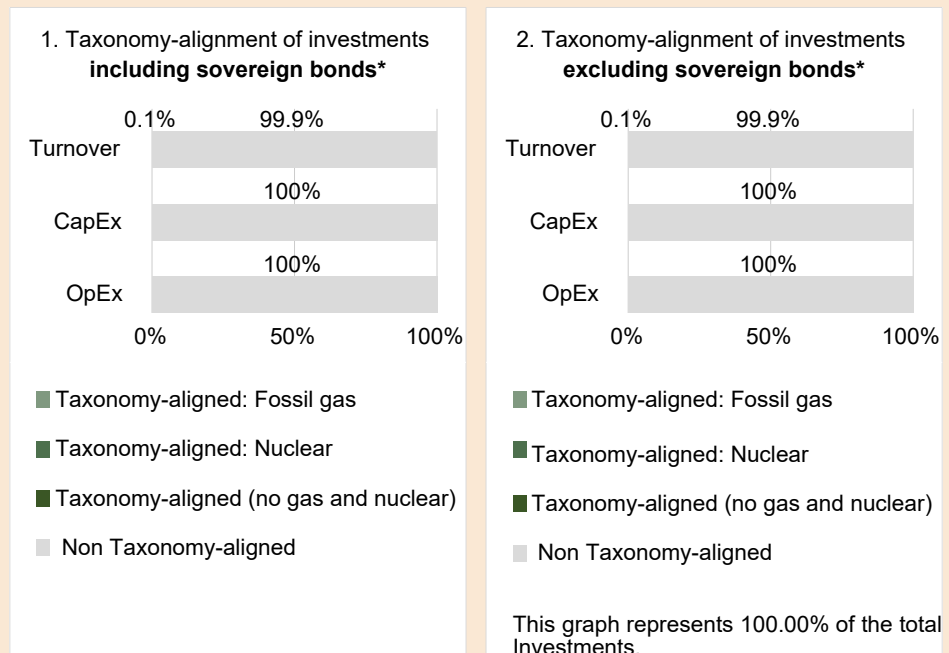 1. Taxonomy-alignment of investments
including sovereign bonds*
0.1% 99.9%
Turnover
100%
CapEx
100%
OpEx
0% 50% 100%
Taxonomy-aligned: Fossil gas
Taxonomy-aligned: Nuclear
Taxonomy-aligned (no gas and nuclear)
Non Taxonomy-aligned
2. Taxonomy-alignment of investments
excluding sovereign bonds*
0.1% 99.9%
Turnover
100%
CapEx
100%
OpEx
0% 50% 100%
Taxonomy-aligned: Fossil gas
Taxonomy-aligned: Nuclear
Taxonomy-aligned (no gas and nuclear)
Non Taxonomy-aligned
This graph represents 100.00% of the total
Investments.